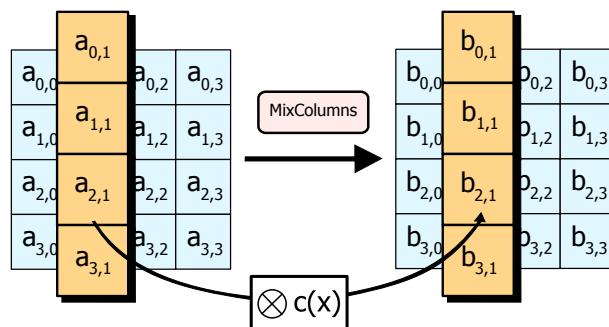 a0,1 b0,1
a0,0 a0,2 a0,3 b0,0 b0,2 b0,3
MixColumns
a1,0 a1,1 a1,2 a1,3 b1,0 b1,1 b1,2 b1,3
a2,0 a2,1 a2,2 a2,3 b2,0 b2,1 b2,2 b2,3
a3,0 a3,1 a3,2 a3,3 b3,0 b3,1 b3,2 b3,3
⊗ c(x)